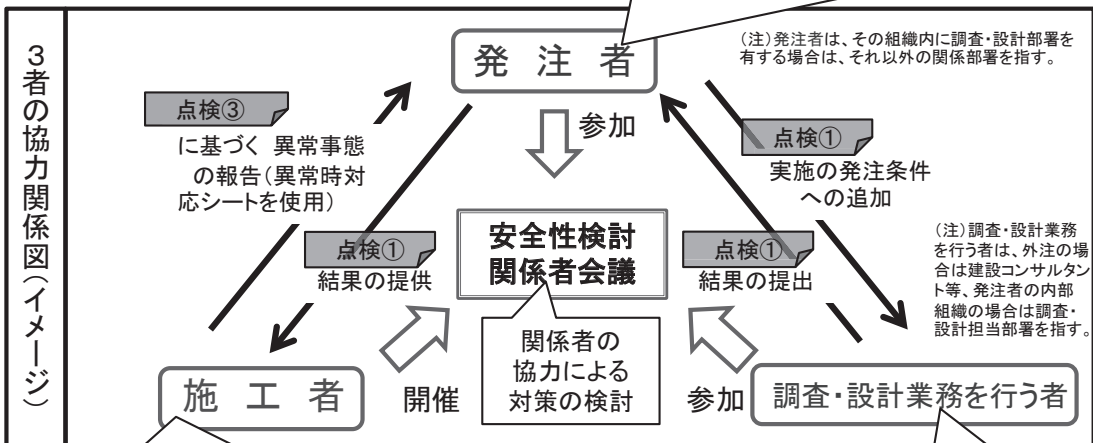 3者の協力関係図(イメージ)
発 注 者
(注)発注者は、その組織内に調査・設計部署を
有する場合は、それ以外の関係部署を指す。
点検③
に基づく 異常事態
の報告(異常時対
応シートを使用)
参加
点検①
実施の発注条件
への追加
点検①
結果の提供
安全性検討
関係者会議
点検①
結果の提出
(注)調査・設計業務
を行う者は、外注の場
合は建設コンサルタン
ト等、発注者の内部
組織の場合は調査・
設計担当部署を指す。
関係者の
協力による
対策の検討
施 工 者
開催
参加
調査・設計業務を行う者